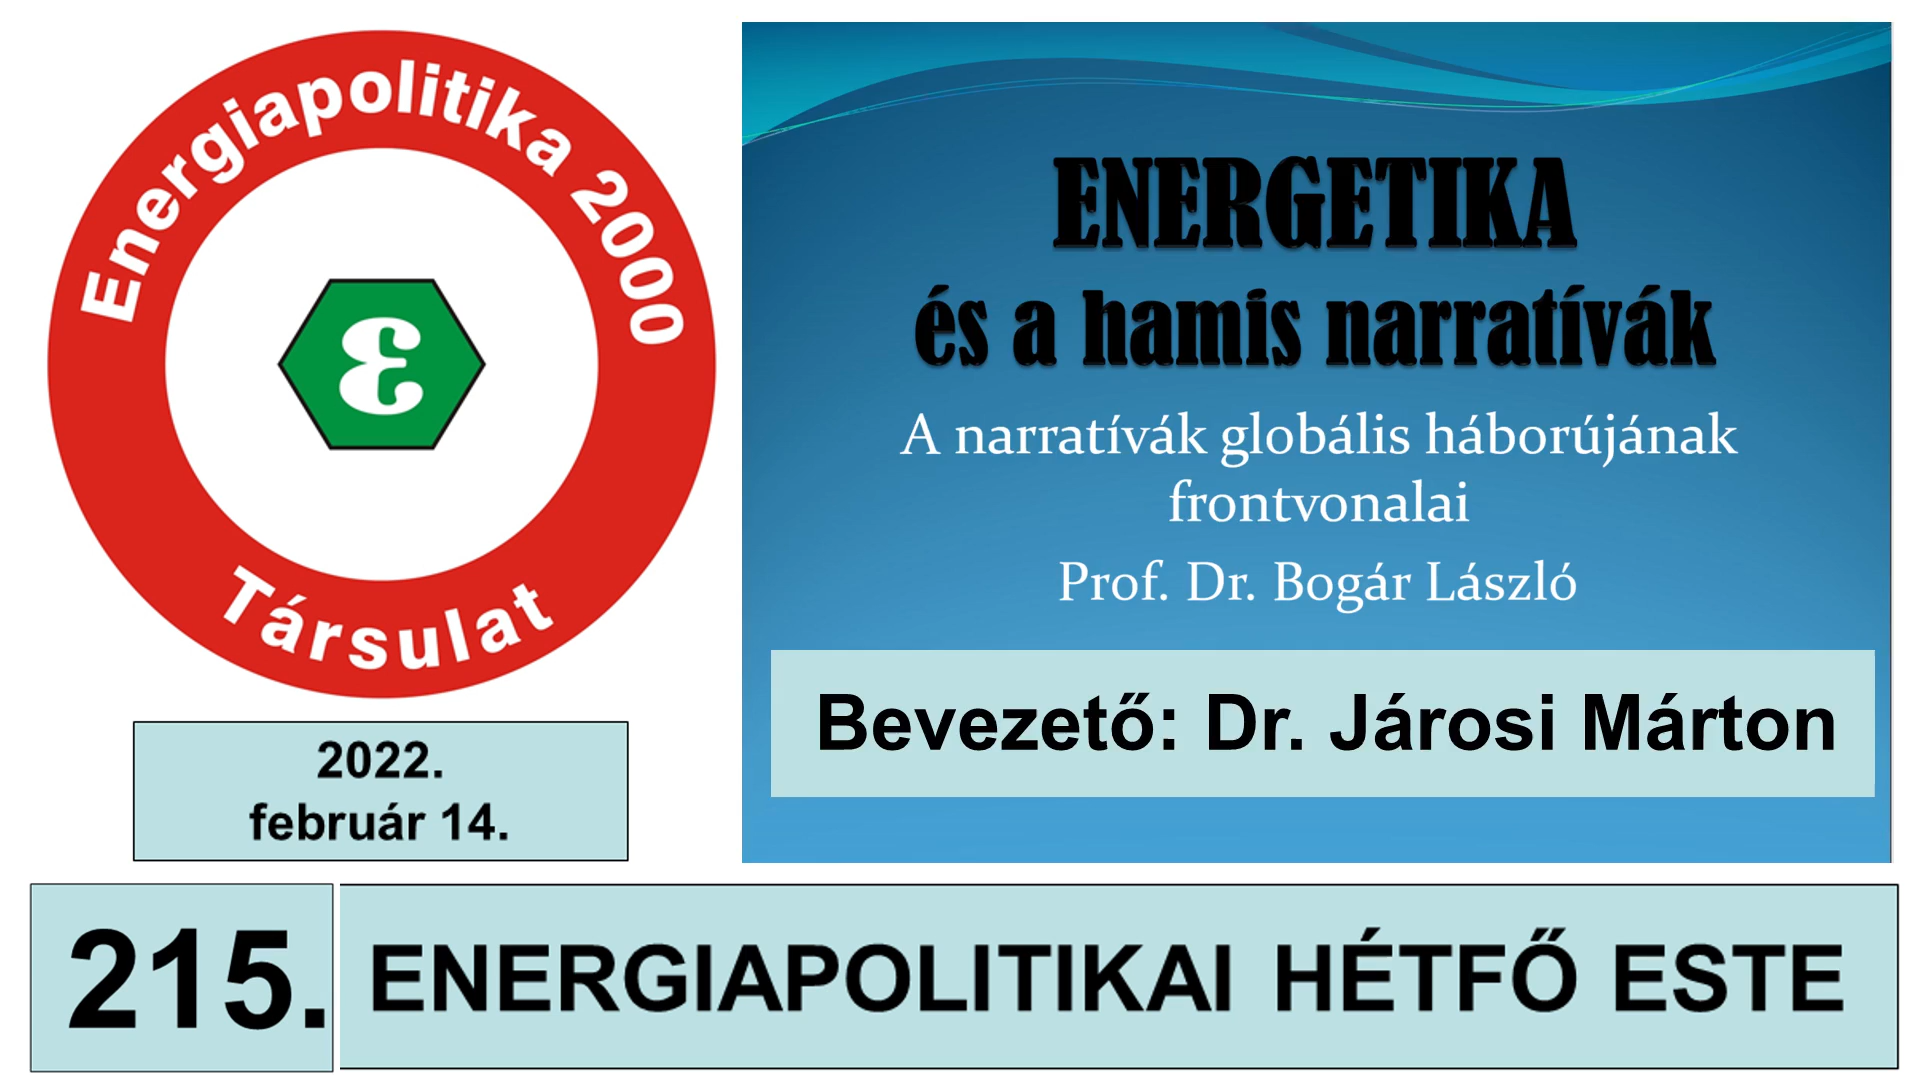 Energiapolitika 2000
ε
Társulat
2022.
február 14.
ENERGETIKA
és a hamis narratívák
A narratívák globális háborújának
frontvonalai
Prof. Dr. Bogár László
Bevezető: Dr. Járosi Márton
215. ENERGIAPOLITIKAI HÉTFŐ ESTE